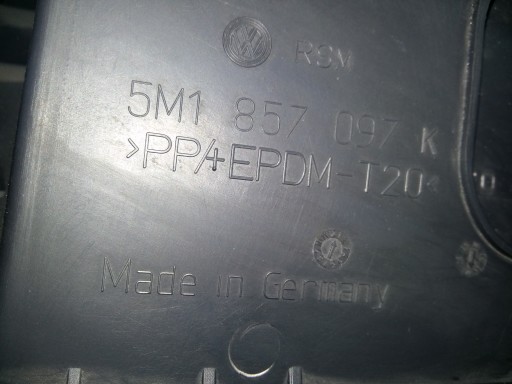 RSM
5M1 857 097 K
>PP/+EPDM-T20<
Made in Germany